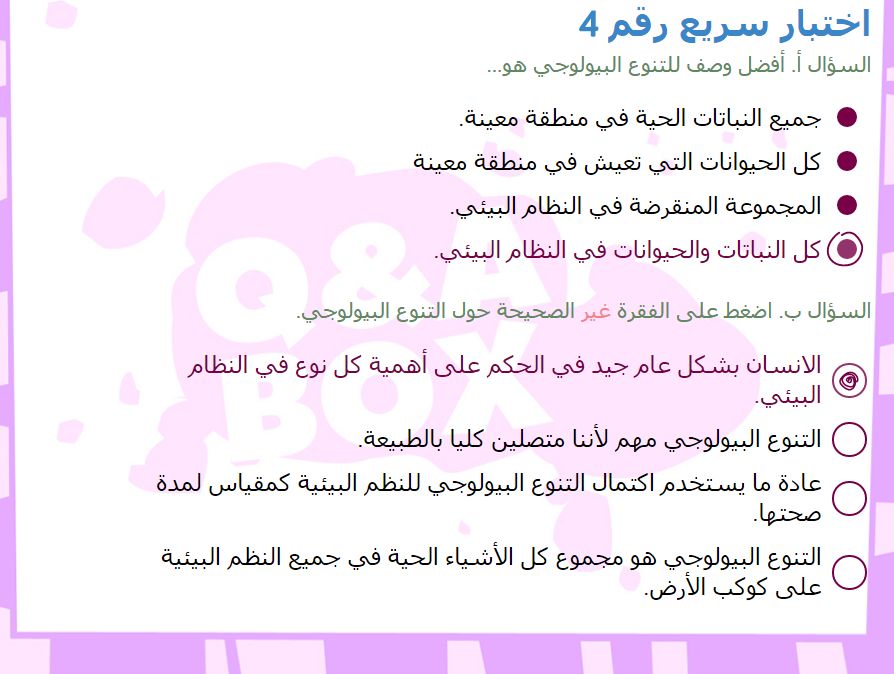 اختبار سريع رقم 4
السؤال أ. أفضل وصف للتنوع البيولوجي هو...
جميع النباتات الحية في منطقة معينة.
كل الحيوانات التي تعيش في منطقة معينة
المجموعة المنقرضة في النظام البيئي.
كل النباتات والحيوانات في النظام البيئي.
السؤال ب. اضغط على الفقرة غير الصحيحة حول التنوع البيولوجي.
الانسان بشكل عام جيد في الحكم على أهمية كل نوع في النظام
البيئي.
التنوع البيولوجي مهم لأننا متصلين كليا بالطبيعة.
عادة ما يستخدم اكتمال التنوع البيولوجي للنظم البيئية كمقياس لمدة
صحتها.
التنوع البيولوجي هو مجموع كل الأشياء الحية في جميع النظم البيئية
على كوكب الأرض.
Q&A
BOX